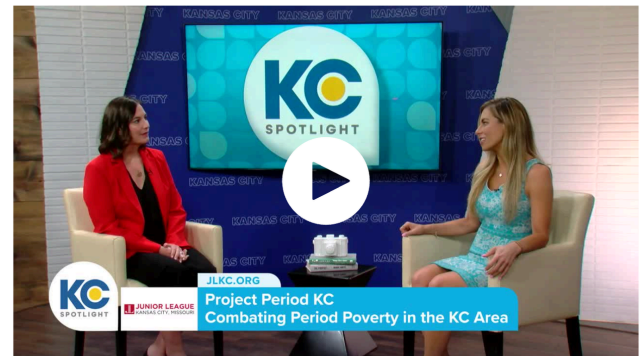 KANSAS CITY
KANSAS CITY
KANSAS CITY
KC
SPOTLIGHT
KANSAS CITY
KANSAS CITY
KANSAS CITY
KC
SPOTLIGHT
JUNIOR LEAGUE
KANSAS CITY, MISSOURI
JLKC.ORG
Project Period KC
Combating Period Poverty in the KC Area